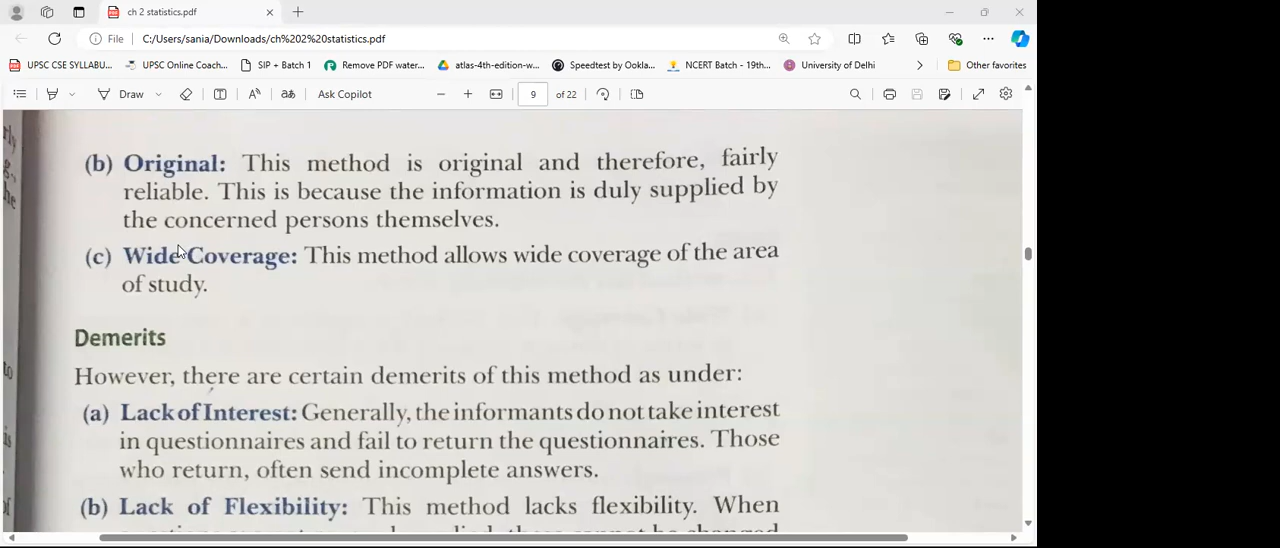 ch 2 statistics.pdf
File C:/Users/sania/Downloads/ch%202%20statistics.pdf
UPSC CSE SYLLABU... UPSC Online Coach... SIP + Batch 1 Remove PDF water... atlas-4th-edition-w... Speedtest by Ookla... NCERT Batch - 19th... University of Delhi Other favorites
Draw Ask Copilot 9 of 22
(b) Original: This method is original and therefore, fairly
reliable. This is because the information is duly supplied by
the concerned persons themselves.
(c) Wide Coverage: This method allows wide coverage of the area
of study.
Demerits
However, there are certain demerits of this method as under:
(a) Lack of Interest: Generally, the informants do not take interest
in questionnaires and fail to return the questionnaires. Those
who return, often send incomplete answers.
(b) Lack of Flexibility: This method lacks flexibility. When